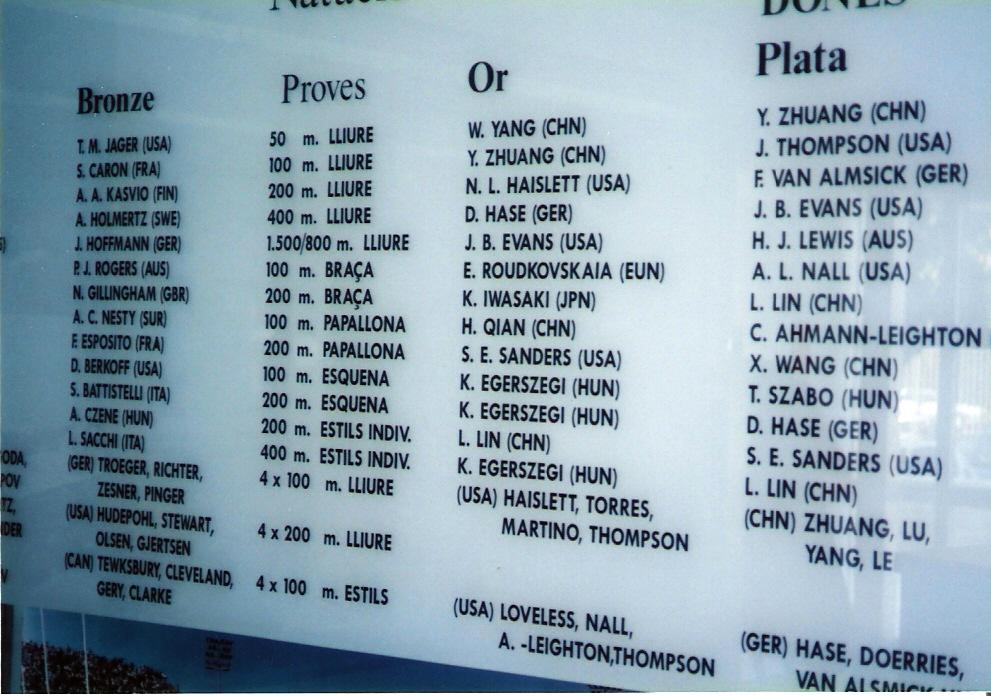 DONES
Bronze
T. M. JAGER (USA)
S. CARON (FRA)
A. A. KASVIO (FIN)
A. HOLMERTZ (SWE)
J. HOFFMANN (GER)
P. J. ROGERS (AUS)
N. GILLINGHAM (GBR)
A. C. NESTY (SUR)
F. ESPOSITO (FRA)
D. BERKOFF (USA)
S. BATTISTELLI (ITA)
A. CZENE (HUN)
L. SACCHI (ITA)
(GER) TROEGER, RICHTER,
ZESNER, PINGER
(USA) HUDEPOHL, STEWART,
OLSEN, GJERTSEN
(CAN) TEWKSBURY, CLEVELAND,
GERY, CLARKE
Proves
50 m. LLIURE
100 m. LLIURE
200 m. LLIURE
400 m. LLIURE
1.500/800 m. LLIURE
100 m. BRAÇA
200 m. BRAÇA
100 m. PAPALLONA
200 m. PAPALLONA
100 m. ESQUENA
200 m. ESQUENA
200 m. ESTILS INDIV.
400 m. ESTILS INDIV.
4 x 100 m. LLIURE
4 x 200 m. LLIURE
4 x 100 m. ESTILS
Or
W. YANG (CHN)
Y. ZHUANG (CHN)
N. L. HAISLETT (USA)
D. HASE (GER)
J. B. EVANS (USA)
E. ROUDKOVSKAIA (EUN)
K. IWASAKI (JPN)
H. QIAN (CHN)
S. E. SANDERS (USA)
K. EGERSZEGI (HUN)
K. EGERSZEGI (HUN)
L. LIN (CHN)
K. EGERSZEGI (HUN)
(USA) HAISLETT, TORRES,
MARTINO, THOMPSON
(USA) LOVELESS, NALL,
A. -LEIGHTON,THOMPSON
Plata
Y. ZHUANG (CHN)
J. THOMPSON (USA)
F. VAN ALMSICK (GER)
J. B. EVANS (USA)
H. J. LEWIS (AUS)
A. L. NALL (USA)
L. LIN (CHN)
C. AHMANN-LEIGHTON
X. WANG (CHN)
T. SZABO (HUN)
D. HASE (GER)
S. E. SANDERS (USA)
L. LIN (CHN)
(CHN) ZHUANG, LU,
YANG, LE
(GER) HASE, DOERRIES,
VAN ALSMICK